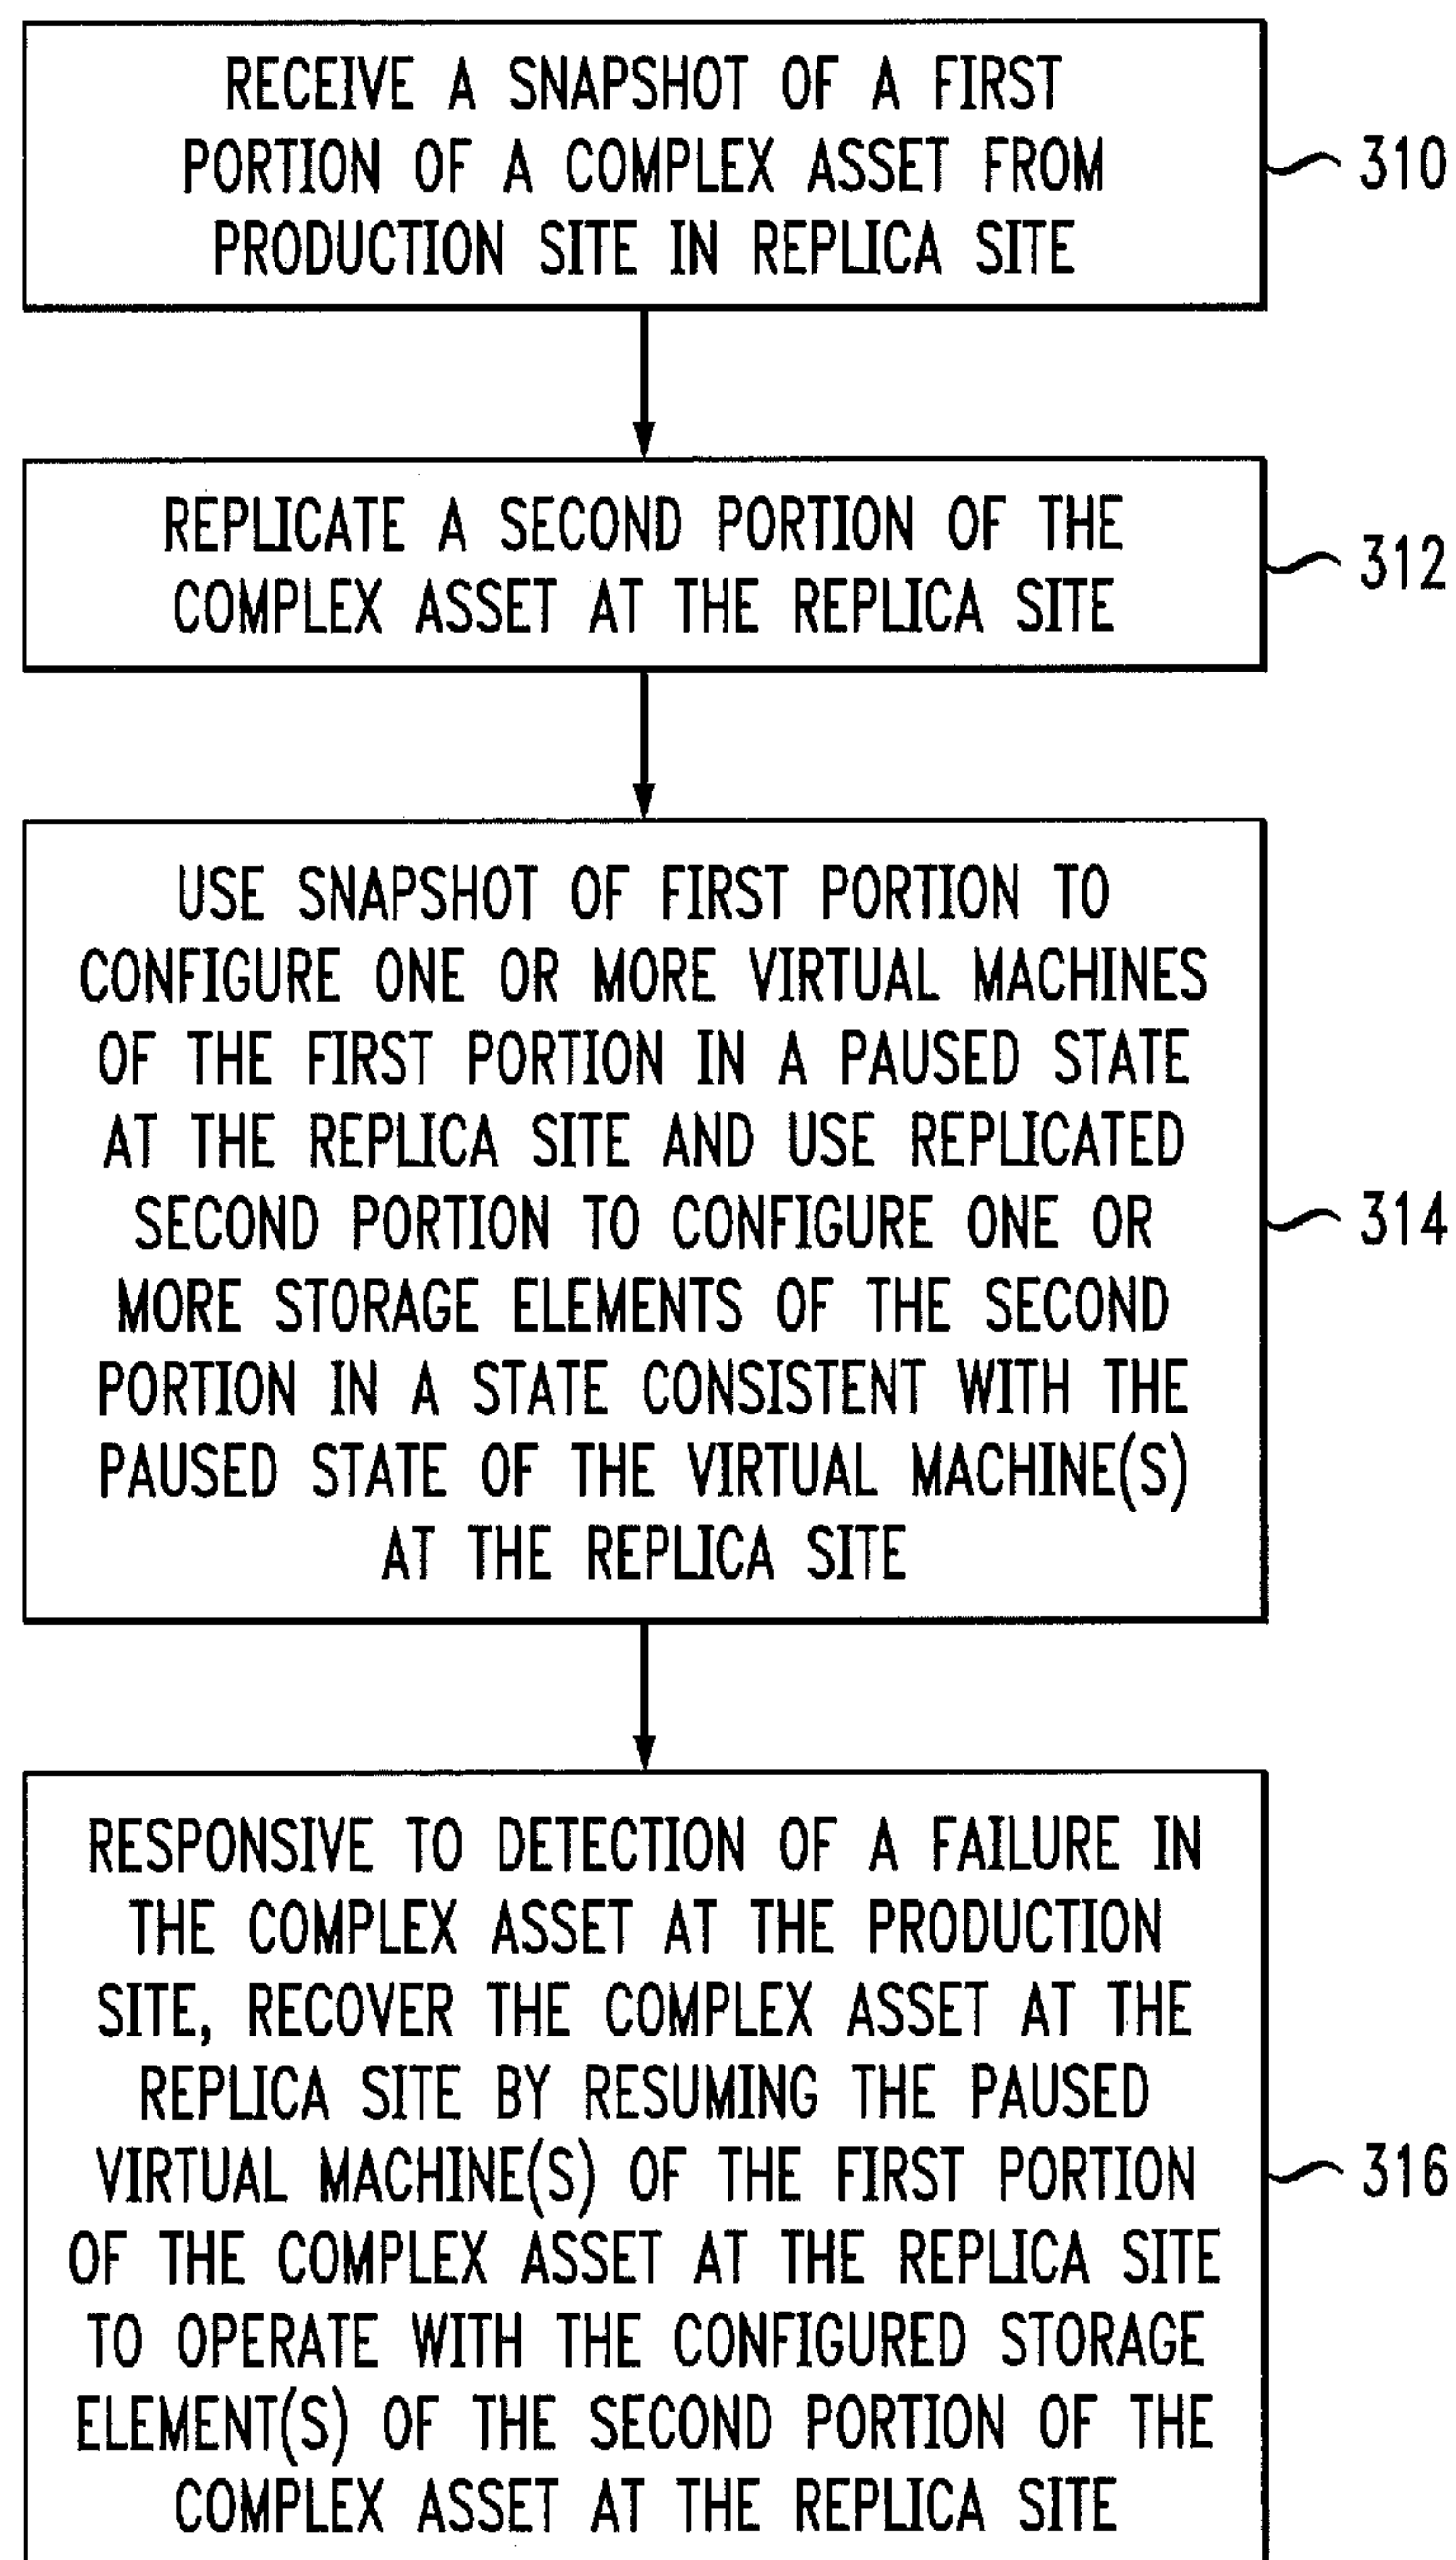 RECEIVE A SNAPSHOT OF A FIRST
PORTION OF A COMPLEX ASSET FROM
PRODUCTION SITE IN REPLICA SITE
310
REPLICATE A SECOND PORTION OF THE
COMPLEX ASSET AT THE REPLICA SITE
312
USE SNAPSHOT OF FIRST PORTION TO
CONFIGURE ONE OR MORE VIRTUAL MACHINES
OF THE FIRST PORTION IN A PAUSED STATE
AT THE REPLICA SITE AND USE REPLICATED
SECOND PORTION TO CONFIGURE ONE OR
MORE STORAGE ELEMENTS OF THE SECOND
PORTION IN A STATE CONSISTENT WITH THE
PAUSED STATE OF THE VIRTUAL MACHINE(S)
AT THE REPLICA SITE
314
RESPONSIVE TO DETECTION OF A FAILURE IN
THE COMPLEX ASSET AT THE PRODUCTION
SITE, RECOVER THE COMPLEX ASSET AT THE
REPLICA SITE BY RESUMING THE PAUSED
VIRTUAL MACHINE(S) OF THE FIRST PORTION
OF THE COMPLEX ASSET AT THE REPLICA SITE
TO OPERATE WITH THE CONFIGURED STORAGE
ELEMENT(S) OF THE SECOND PORTION OF THE
COMPLEX ASSET AT THE REPLICA SITE
316